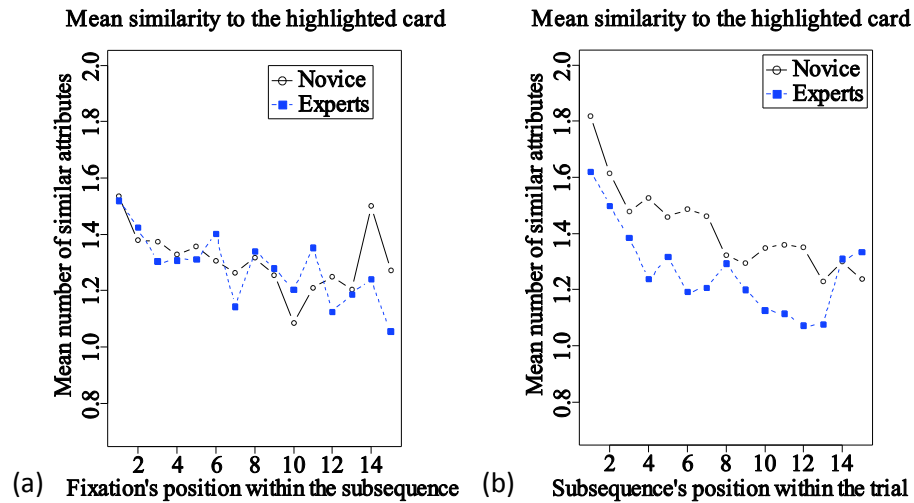 Mean similarity to the highlighted card
Mean number of similar attributes
2.0
1.8
1.6
1.4
1.2
1.0
0.8
Novice
Experts
2 4 6 8 10 12 14
(a) Fixation's position within the subsequence
Mean similarity to the highlighted card
Mean number of similar attributes
2.0
1.8
1.6
1.4
1.2
1.0
0.8
Novice
Experts
2 4 6 8 10 12 14
(b) Subsequence's position within the trial